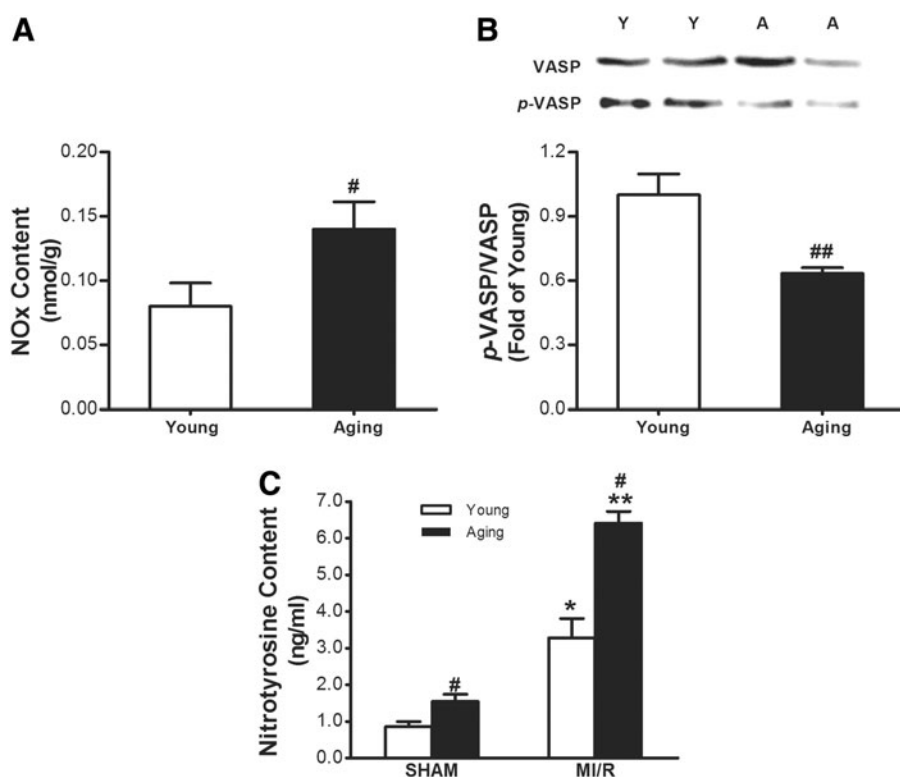 A
NOx Content
(nmol/g)
0.20
0.15
0.10
0.05
0.00
#
Young
Aging
B
Y Y A A
VASP
p-VASP
p-VASP/VASP
(Fold of Young)
1.2
0.9
0.6
0.3
0.0
##
Young
Aging
C
Nitrotyrosine Content
(ng/ml)
7.0
6.0
5.0
4.0
3.0
2.0
1.0
0.0
Young
Aging
#
*
#
**
SHAM
MI/R